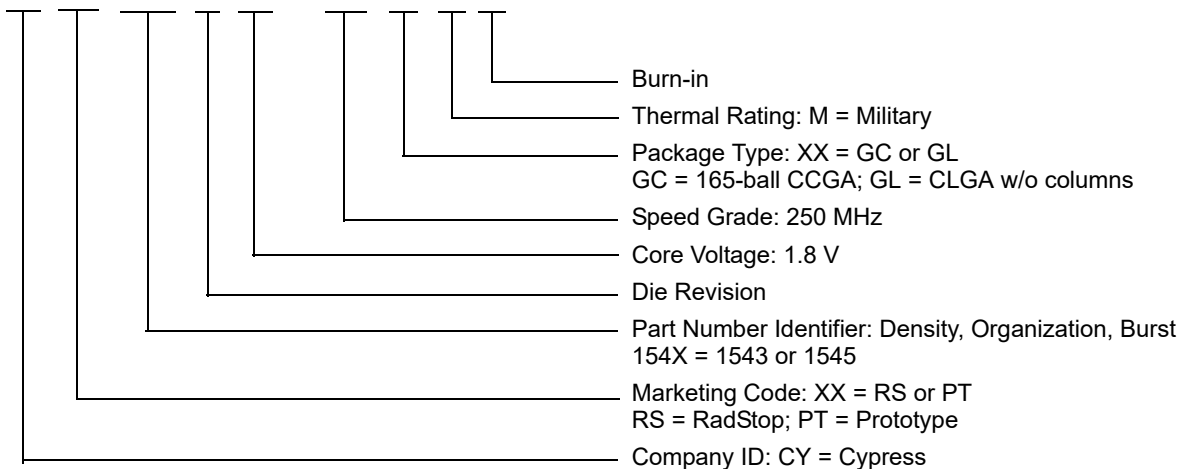 Burn-in
Thermal Rating: M = Military
Package Type: XX = GC or GL
GC = 165-ball CCGA; GL = CLGA w/o columns
Speed Grade: 250 MHz
Core Voltage: 1.8 V
Die Revision
Part Number Identifier: Density, Organization, Burst
154X = 1543 or 1545
Marketing Code: XX = RS or PT
RS = RadStop; PT = Prototype
Company ID: CY = Cypress